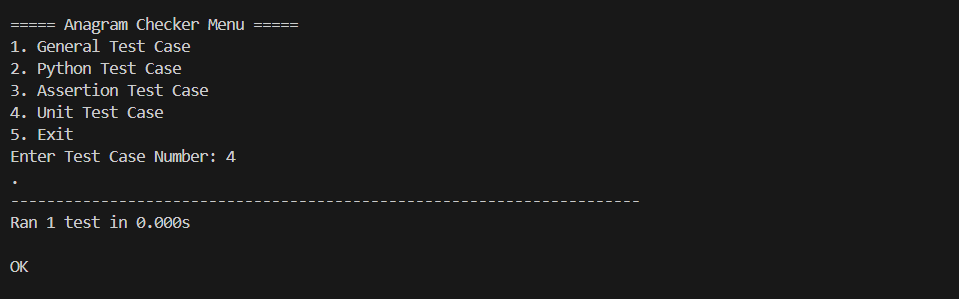 ===== Anagram Checker Menu =====
1. General Test Case
2. Python Test Case
3. Assertion Test Case
4. Unit Test Case
5. Exit
Enter Test Case Number: 4
.
----------------------------------------------------------------------
Ran 1 test in 0.000s
OK